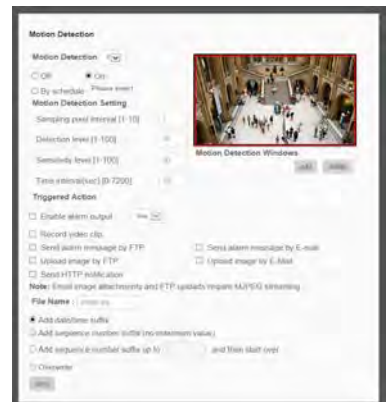 Motion Detection
Motion Detection
Off
On
By schedule Please select
Motion Detection Setting
Sampling pixel interval [1-10]
Detection level [1-100]
Sensitivity level [1-100]
Time interval(sec) [0-7200]
Motion Detection Windows
add
Triggered Action
Enable alarm output
Record video clip
Send alarm message by FTP
Send alarm message by E-mail
Upload image by FTP
Upload image by E-Mail
Send HTTP notification
Note: Email image attachments and FTP uploads require MJPEG streaming
File Name
Add date/time suffix
Add sequence number suffix (no maximum value)
Add sequence number suffix up to and then start over
Overwrite